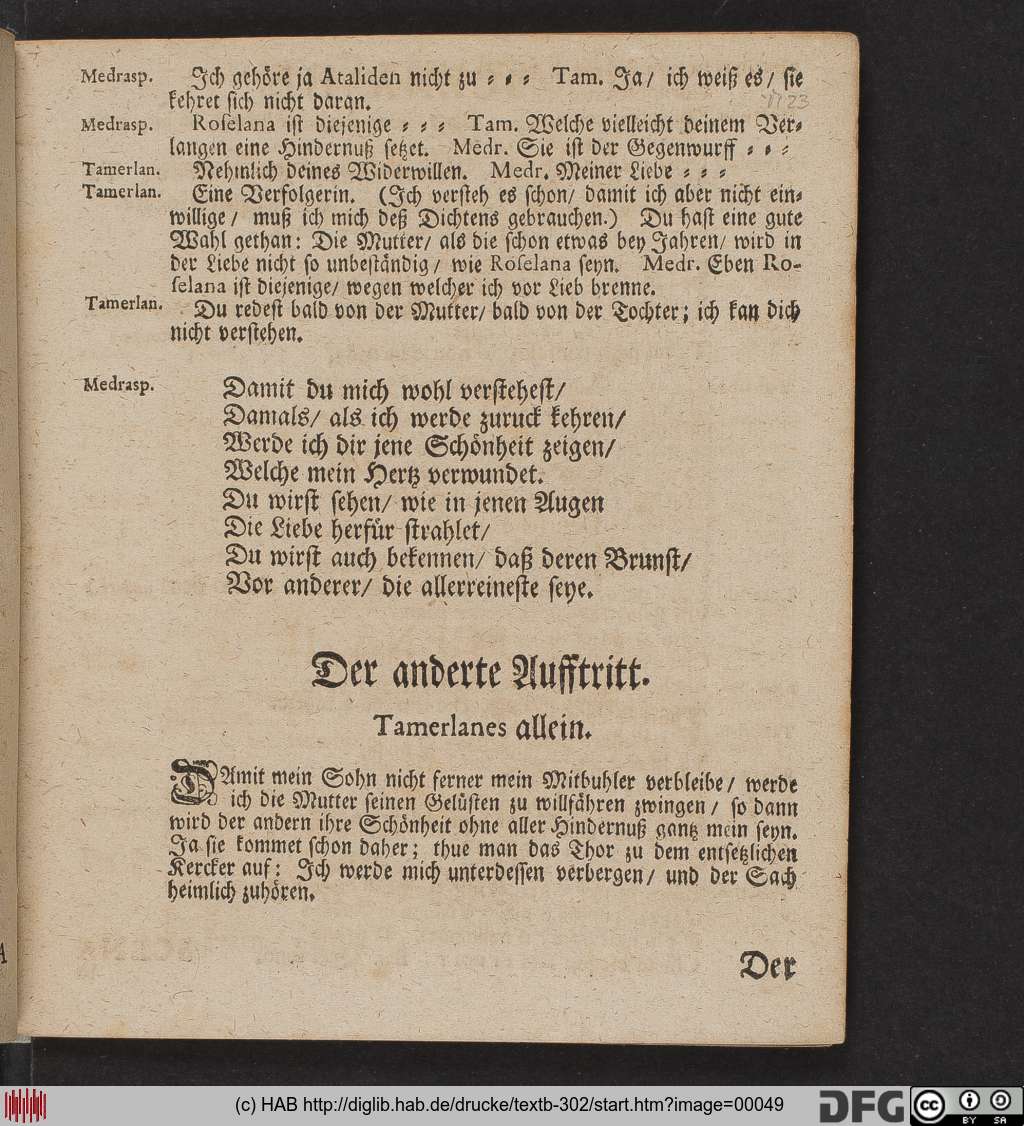 Medrasp. Ich gehöre ja Ataliden nicht zu ⸗ ⸗ ⸗ Tam. Ja/ ich weiß es/ sie
kehret sich nicht daran.
Medrasp. Roselana ist diejenige ⸗ ⸗ ⸗ Tam. Welche vielleicht deinem Ver⸗
langen eine Hindernuß setzet. Medr. Sie ist der Gegenwurff ⸗ ⸗ ⸗
Tamerlan. Nehmlich deines Widerwillen. Medr. Meiner Liebe ⸗ ⸗ ⸗
Tamerlan. Eine Verfolgerin. (Ich versteh es schon/ damit ich aber nicht ein⸗
willige/ muß ich mich deß Dichtens gebrauchen.) Du hast eine gute
Wahl gethan: Die Mutter/ als die schon etwas bey Jahren/ wird in
der Liebe nicht so unbeständig/ wie Roselana seyn. Medr. Eben Ro-
selana ist diejenige/ wegen welcher ich vor Lieb brenne.
Tamerlan. Du redest bald von der Mutter/ bald von der Tochter; ich kan dich
nicht verstehen.
Medrasp. Damit du mich wohl verstehest/
Damals/ als ich werde zuruck kehren/
Werde ich dir jene Schönheit zeigen/
Welche mein Hertz verwundet.
Du wirst sehen/ wie in jenen Augen
Die Liebe herfür strahlet/
Du wirst auch bekennen/ daß deren Brunst/
Vor anderer/ die allerreineste seye.
Der anderte Aufftritt.
Tamerlanes allein.
DAmit mein Sohn nicht ferner mein Mitbuhler verbleibe/ werde
ich die Mutter seinen Gelüsten zu willfähren zwingen/ so dann
wird der andern ihre Schönheit ohne aller Hindernuß gantz mein seyn.
Ja sie kommet schon daher; thue man das Thor zu dem entsetzlichen
Kercker auf: Ich werde mich unterdessen verbergen/ und der Sach
heimlich zuhören.
Der
(c) HAB http://diglib.hab.de/drucke/textb-302/start.htm?image=00049
DFG
cc BY SA